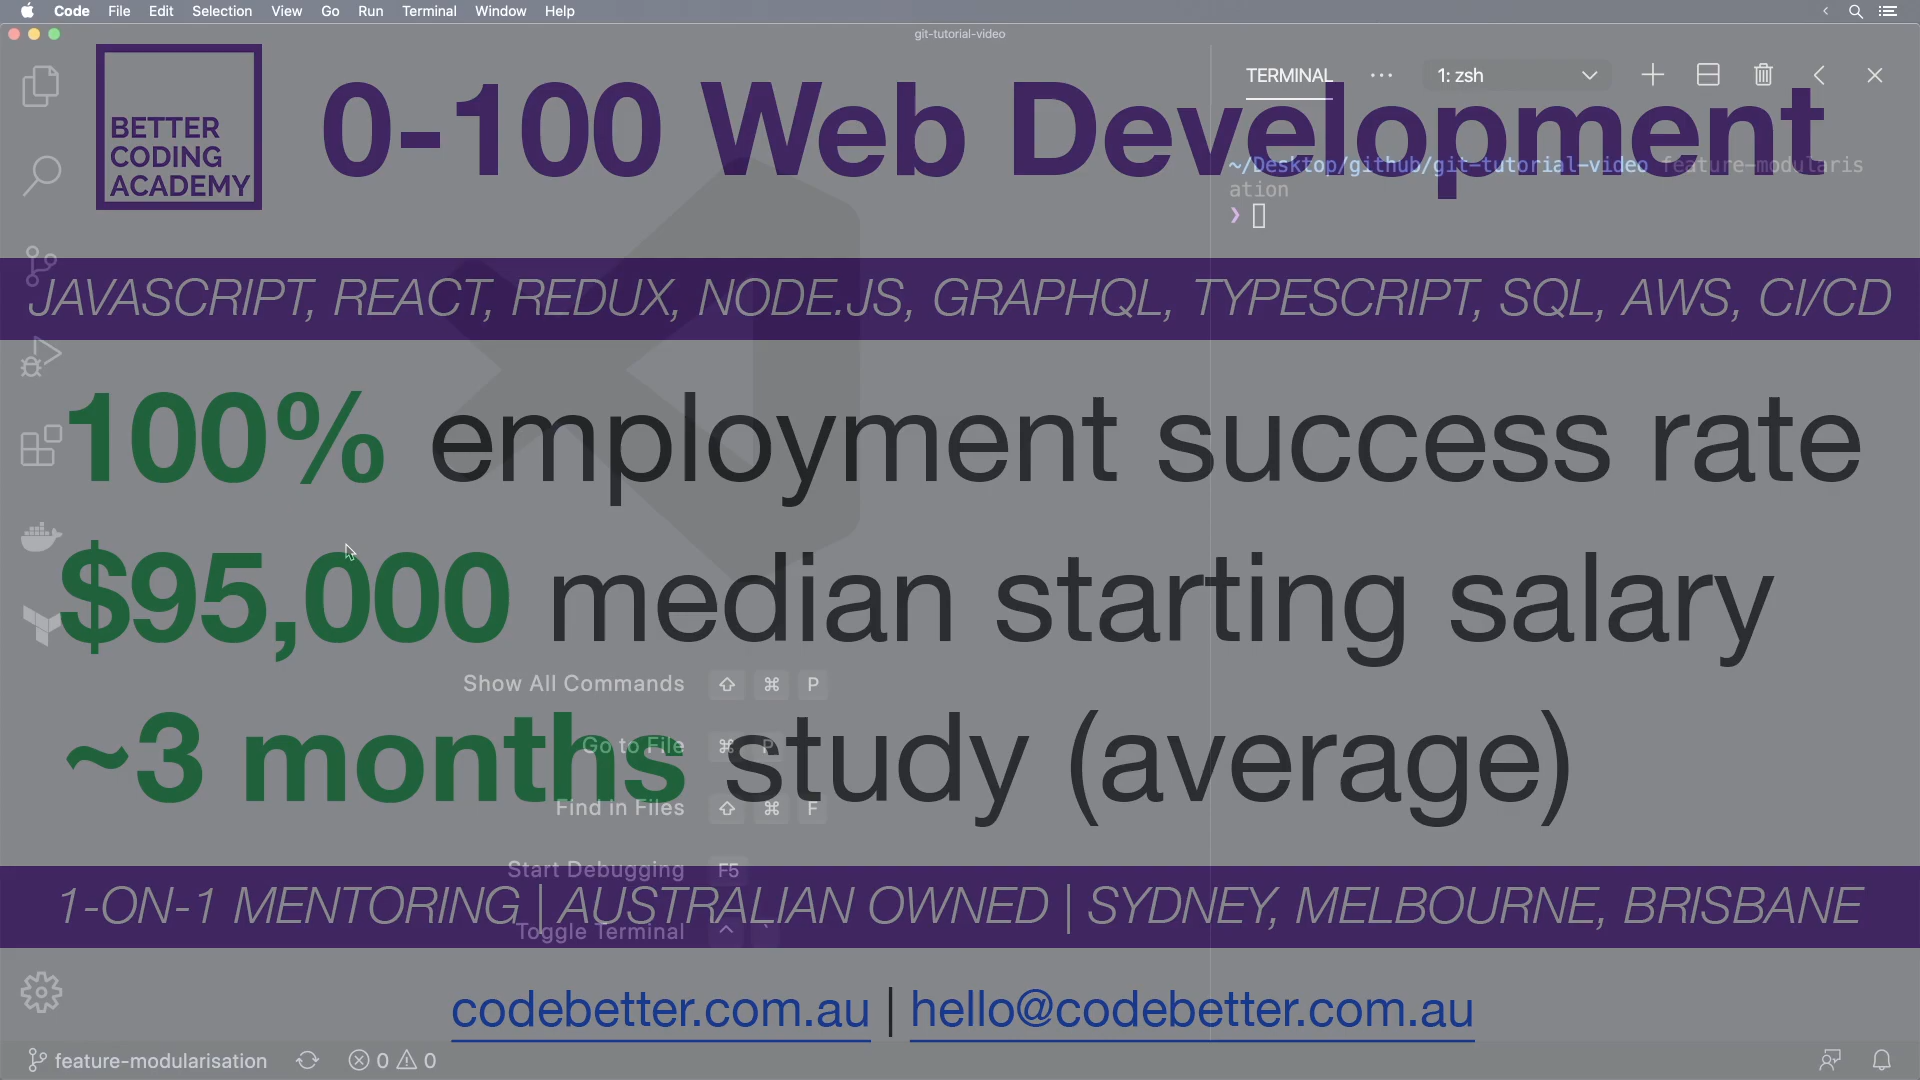 Code File Edit Selection View Go Run Terminal Window Help
git-tutorial-video
BETTER
CODING
ACADEMY
0-100 Web Development
TERMINAL ··· 1: zsh
~/Desktop/github/git-tutorial-video feature-modularis
ation
❯
JAVASCRIPT, REACT, REDUX, NODE.JS, GRAPHQL, TYPESCRIPT, SQL, AWS, CI/CD
100% employment success rate
$95,000 median starting salary
Show All Commands ⇧ ⌘ P
~3 months study (average)
Go to File ⌘ P
Find in Files ⇧ ⌘ F
Start Debugging F5
1-ON-1 MENTORING | AUSTRALIAN OWNED | SYDNEY, MELBOURNE, BRISBANE
Toggle Terminal ^ `
codebetter.com.au | hello@codebetter.com.au
feature-modularisation 0 0